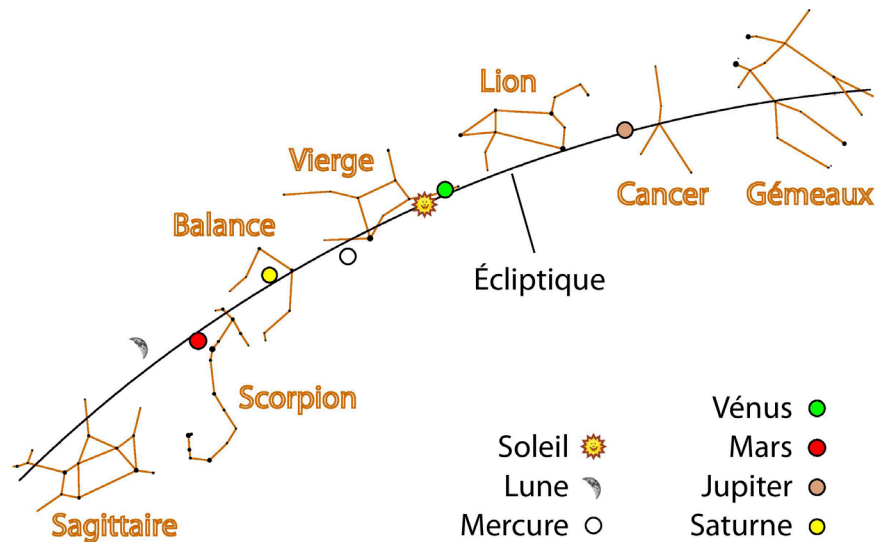 Lion
Vierge
Cancer
Gémeaux
Balance
Écliptique
Scorpion
Sagittaire
Soleil
Lune
Mercure
Vénus
Mars
Jupiter
Saturne